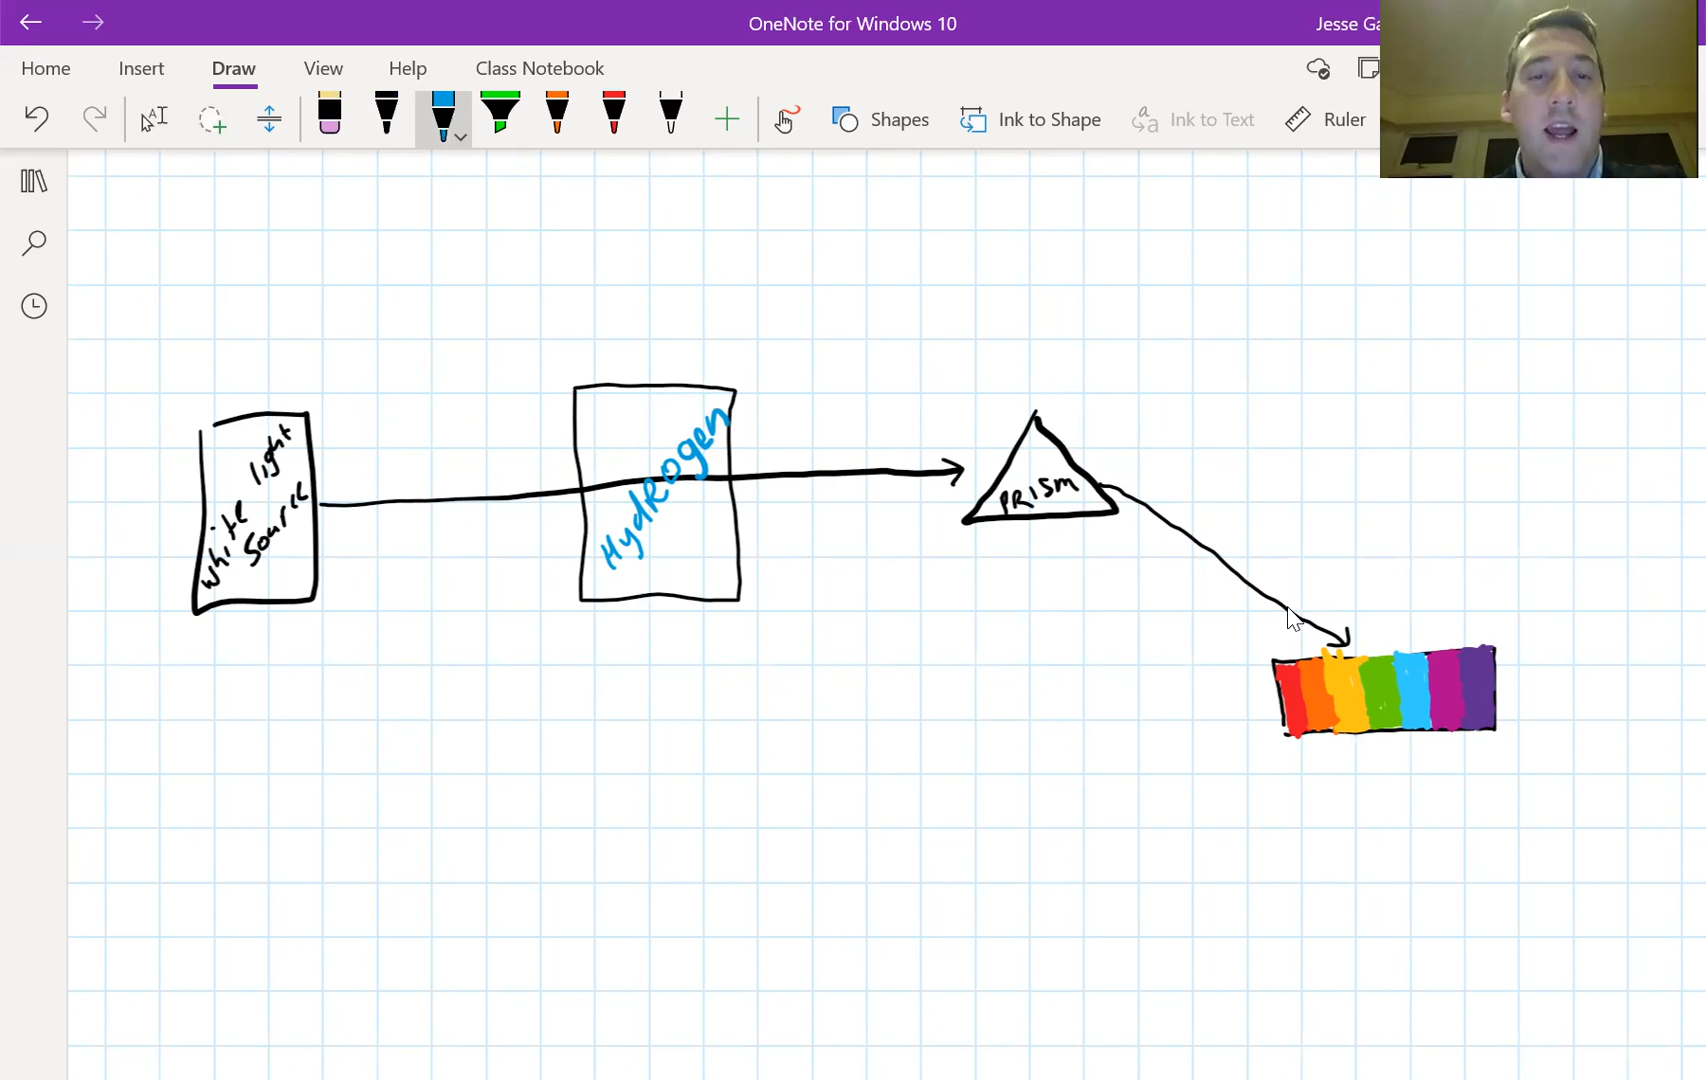 OneNote for Windows 10
Jesse Ga
Home Insert Draw View Help Class Notebook
Shapes Ink to Shape Ink to Text Ruler
white light
source
Hydrogen
PRISM